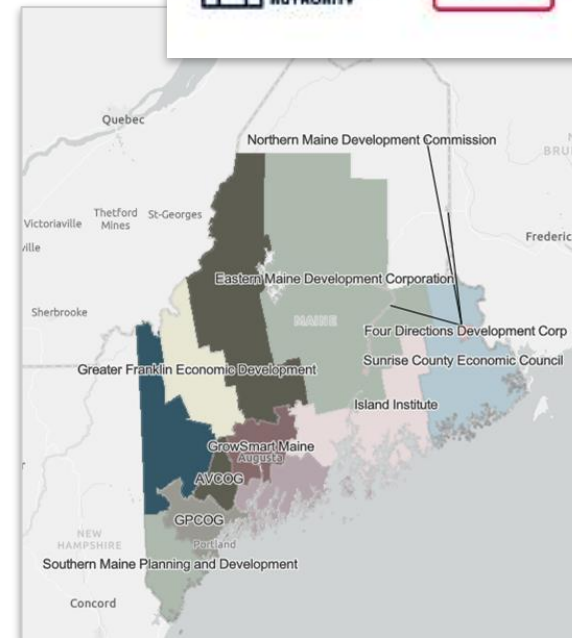 AUTHORITY
Quebec
Northern Maine Development Commission
BRU
Victoriaville
Thetford Mines
St-Georges
ville
Frederic
Eastern Maine Development Corporation
Sherbrooke
MAINE
Four Directions Development Corp
Sunrise County Economic Council
Greater Franklin Economic Development
Island Institute
GrowSmart Maine
Augusta
AVCOG
GPCOG
NEW
HAMPSHIRE
Portland
Southern Maine Planning and Development
Concord